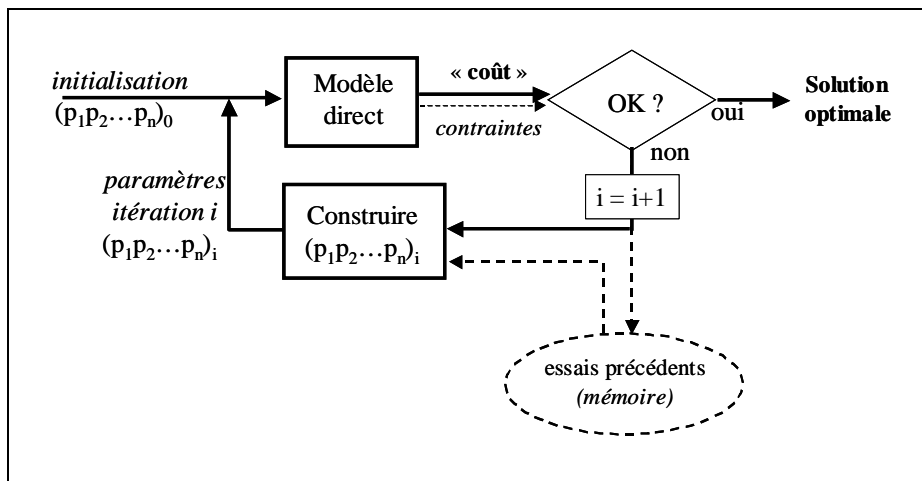 initialisation
(p₁p₂…pₙ)₀
Modèle
direct
« coût »
contraintes
OK ?
oui
Solution
optimale
non
i = i+1
paramètres
itération i
(p₁p₂…pₙ)ᵢ
Construire
(p₁p₂…pₙ)ᵢ
essais précédents
(mémoire)